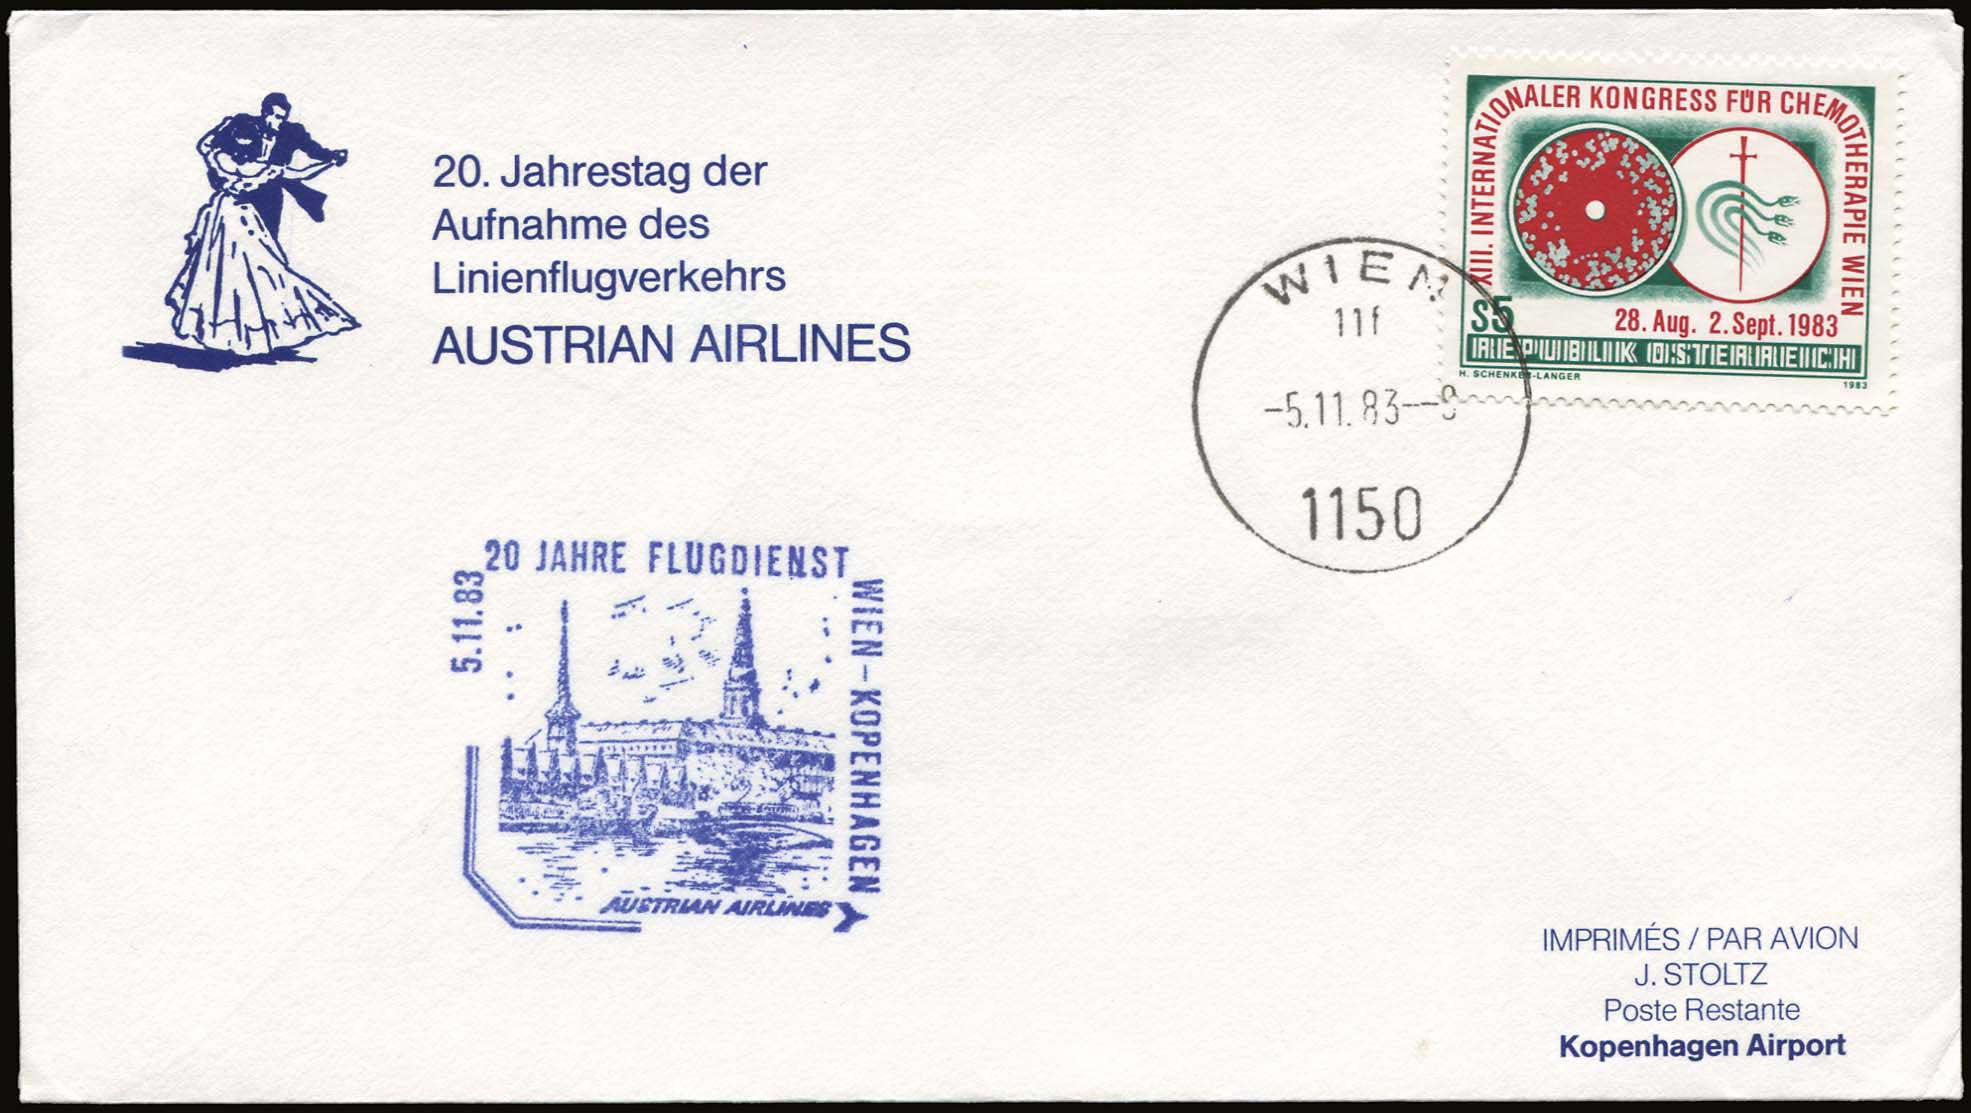 20. Jahrestag der
Aufnahme des
Linienflugverkehrs
AUSTRIAN AIRLINES
XIII. INTERNATIONALER KONGRESS FÜR CHEMOTHERAPIE WIEN
S5
28. Aug. 2. Sept. 1983
REPUBLIK OSTERREICH
H. SCHENKER-LANGER
1983
WIEN
11f
-5.11.83--9
1150
20 JAHRE FLUGDIENST
5.11.83
WIEN-KOPENHAGEN
AUSTRIAN AIRLINES
IMPRIMÉS / PAR AVION
J. STOLTZ
Poste Restante
Kopenhagen Airport